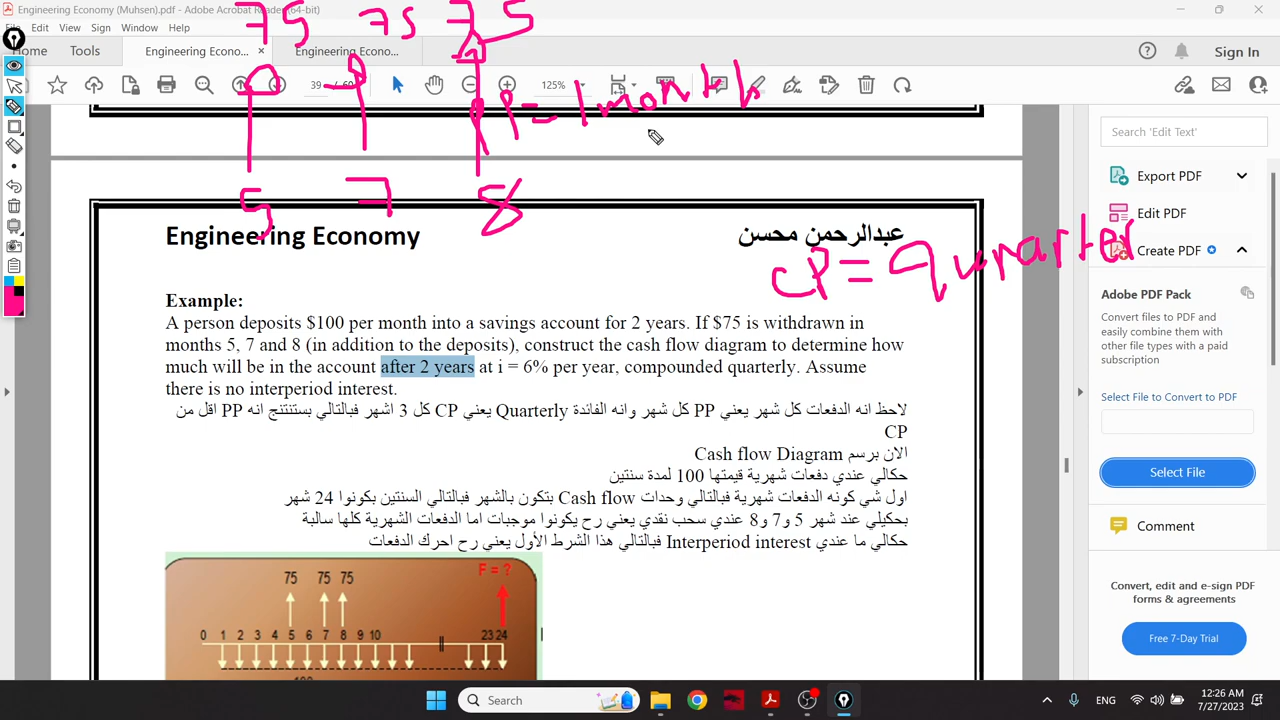 Engineering Economy (Muhsen).pdf - Adobe Acrobat Reader (64-bit)
File Edit View Sign Window Help
75 75 75
Home Tools Engineering Econo... × Engineering Econo... Sign In
39 / 60 125%
PP = 1 month
Search 'Edit Text'
Export PDF
5 7 8
Edit PDF
Engineering Economy عبدالرحمن محسن
CP = Quarter
Create PDF
Adobe PDF Pack
Convert files to PDF and
easily combine them
with other file types with
a paid subscription
Select File to Convert to PDF
Select File
Comment
Convert, edit and e-sign PDF
forms & agreements
Free 7-Day Trial
Example:
A person deposits $100 per month into a savings account for 2 years. If $75 is withdrawn in
months 5, 7 and 8 (in addition to the deposits), construct the cash flow diagram to determine how
much will be in the account after 2 years at i = 6% per year, compounded quarterly. Assume
there is no interperiod interest.
لاحظ انه الدفعات كل شهر يعني PP كل شهر وانه الفائدة Quarterly يعني CP كل 3 اشهر فبالتالي بستنتنج انه PP اقل من
CP
الان برسم Cash flow Diagram
حكالي عندي دفعات شهرية قيمتها 100 لمدة سنتين
اول شي كونه الدفعات شهرية فبالتالي وحدات Cash flow بتكون بالشهر فبالتالي السنتين بكونوا 24 شهر
بحكيلي عند شهر 5 و7 و8 عندي سحب نقدي يعني رح يكونوا موجبات اما الدفعات الشهرية كلها سالبة
حكالي ما عندي Interperiod interest فبالتالي هذا الشرط الأول يعني رح احرك الدفعات
F = ?
75 75 75
0 1 2 3 4 5 6 7 8 9 10 23 24
Search
ENG
12:26 AM
7/27/2023